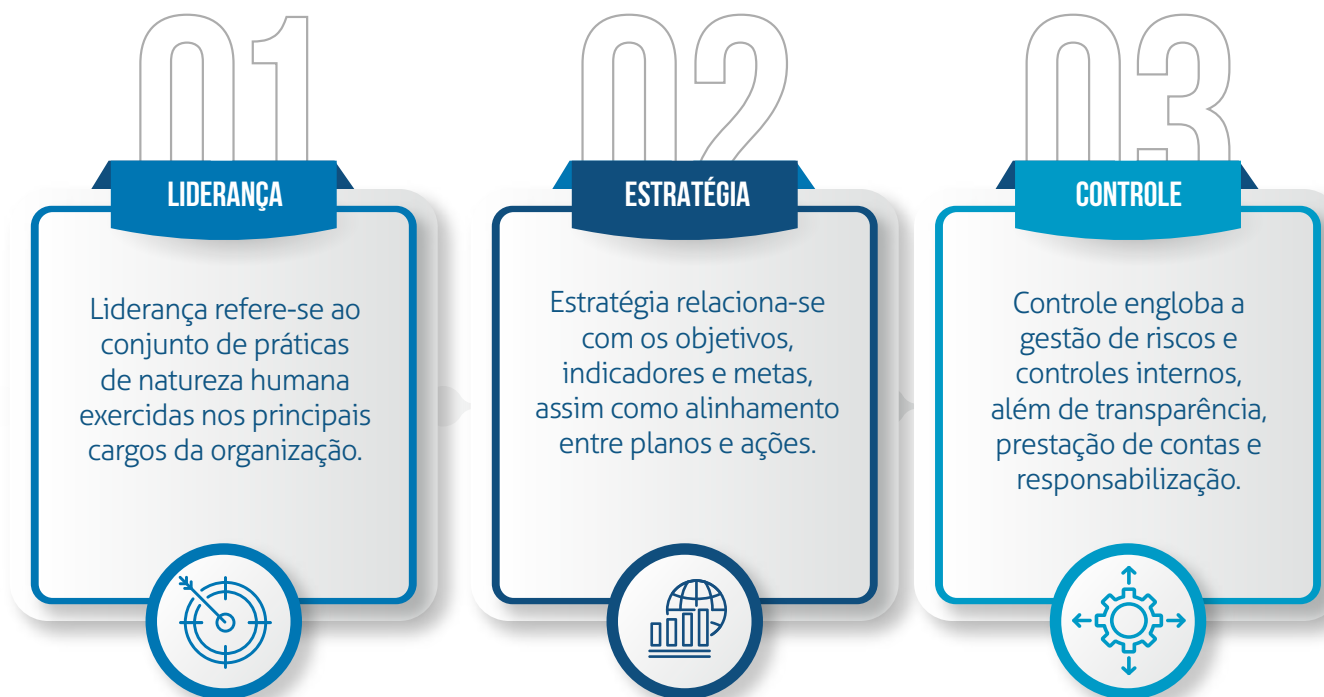 01
LIDERANÇA
Liderança refere-se ao
conjunto de práticas
de natureza humana
exercidas nos principais
cargos da organização.
02
ESTRATÉGIA
Estratégia relaciona-se
com os objetivos,
indicadores e metas,
assim como alinhamento
entre planos e ações.
03
CONTROLE
Controle engloba a
gestão de riscos e
controles internos,
além de transparência,
prestação de contas e
responsabilização.